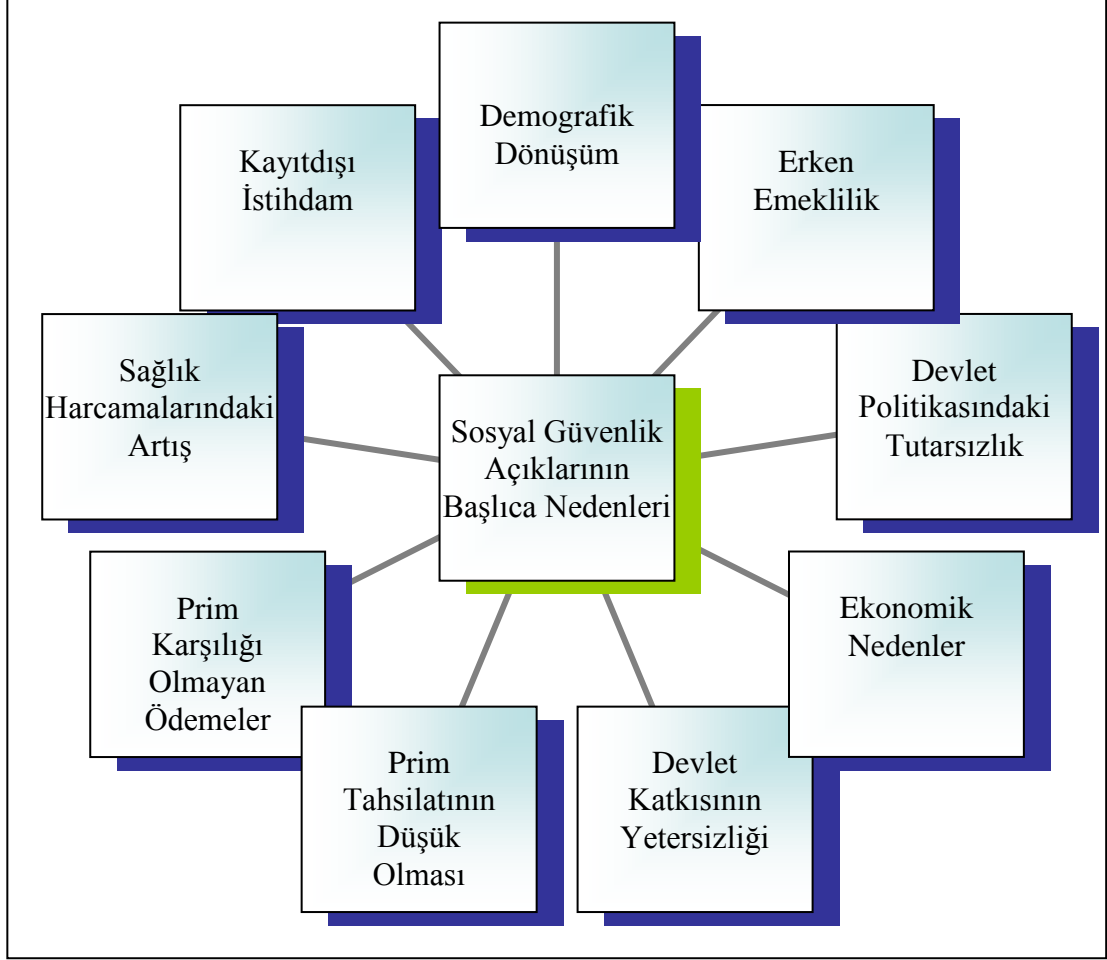 Demografik
Dönüşüm
Kayıtdışı
İstihdam
Erken
Emeklilik
Sağlık
Harcamalarındaki
Artış
Devlet
Politikasındaki
Tutarsızlık
Sosyal Güvenlik
Açıklarının
Başlıca Nedenleri
Prim
Karşılığı
Olmayan
Ödemeler
Ekonomik
Nedenler
Prim
Tahsilatının
Düşük
Olması
Devlet
Katkısının
Yetersizliği